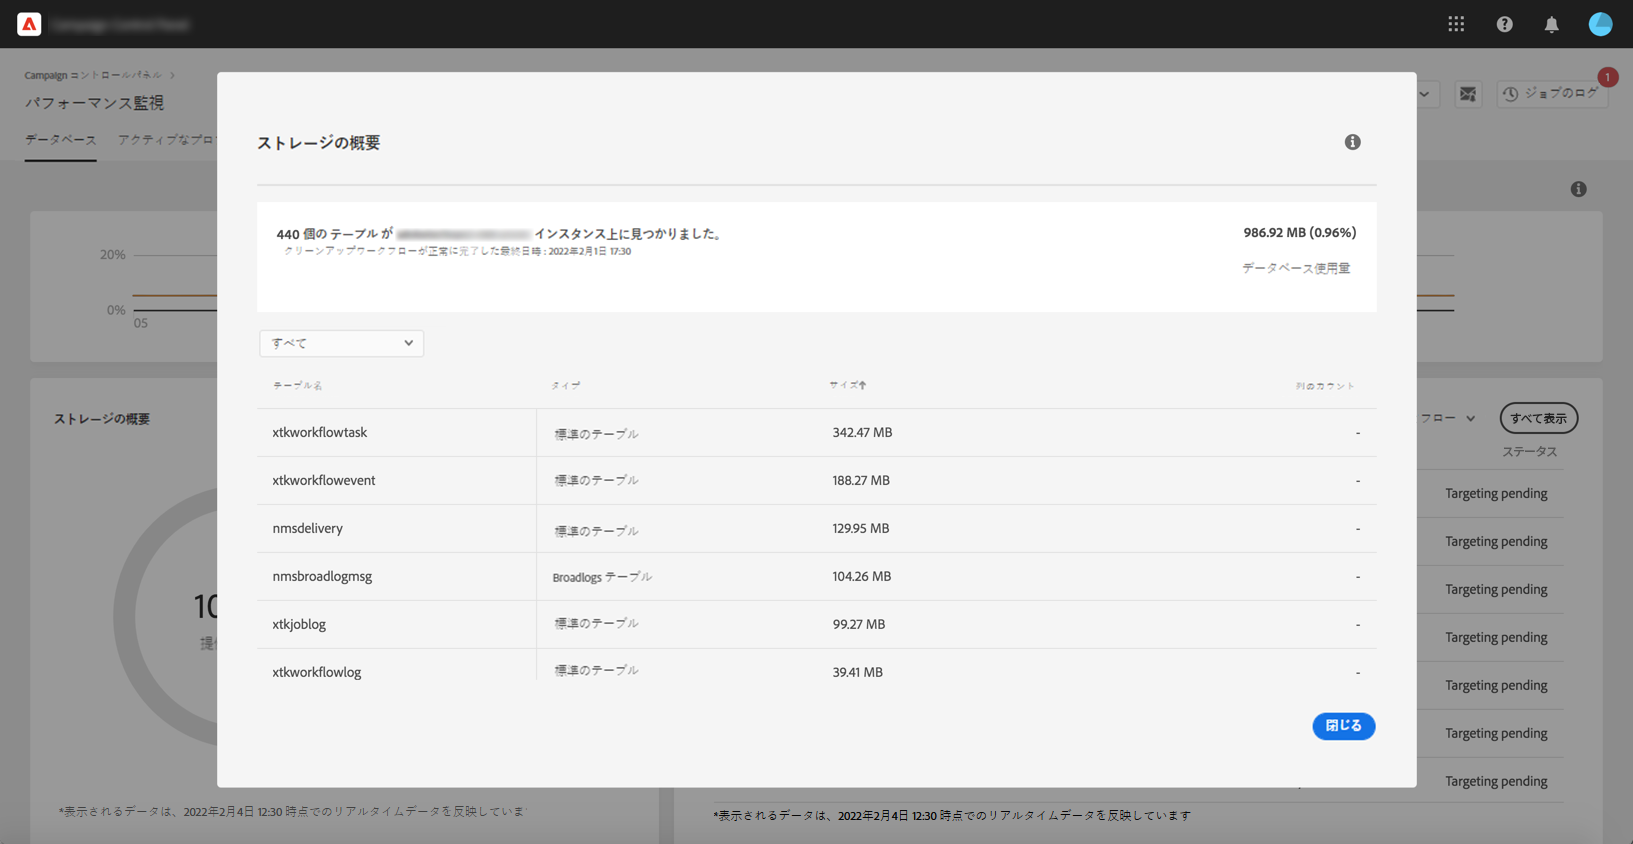 Campaign コントロールパネル
パフォーマンス監視
データベース アクティブなプロ
1
ジョブのログ
20%
0%
05
ストレージの概要
10
ストレージの概要
440 個の テーブル が インスタンス上に見つかりました。
クリーンアップワークフローが正常に完了した最終日時 : 2022年2月1日 17:30
986.92 MB (0.96%)
データベース使用量
すべて
テーブル名 タイプ サイズ↑ 列のカウント
xtkworkflowtask 標準のテーブル 342.47 MB -
xtkworkflowevent 標準のテーブル 188.27 MB -
nmsdelivery 標準のテーブル 129.95 MB -
nmsbroadlogmsg Broadlogs テーブル 104.26 MB -
xtkjoblog 標準のテーブル 99.27 MB -
xtkworkflowlog 標準のテーブル 39.41 MB -
閉じる
フロー
すべて表示
ステータス
Targeting pending
Targeting pending
Targeting pending
Targeting pending
Targeting pending
Targeting pending
Targeting pending
*表示されるデータは、2022年2月4日 12:30 時点でのリアルタイムデータを反映していま
*表示されるデータは、2022年2月4日 12:30 時点でのリアルタイムデータを反映しています